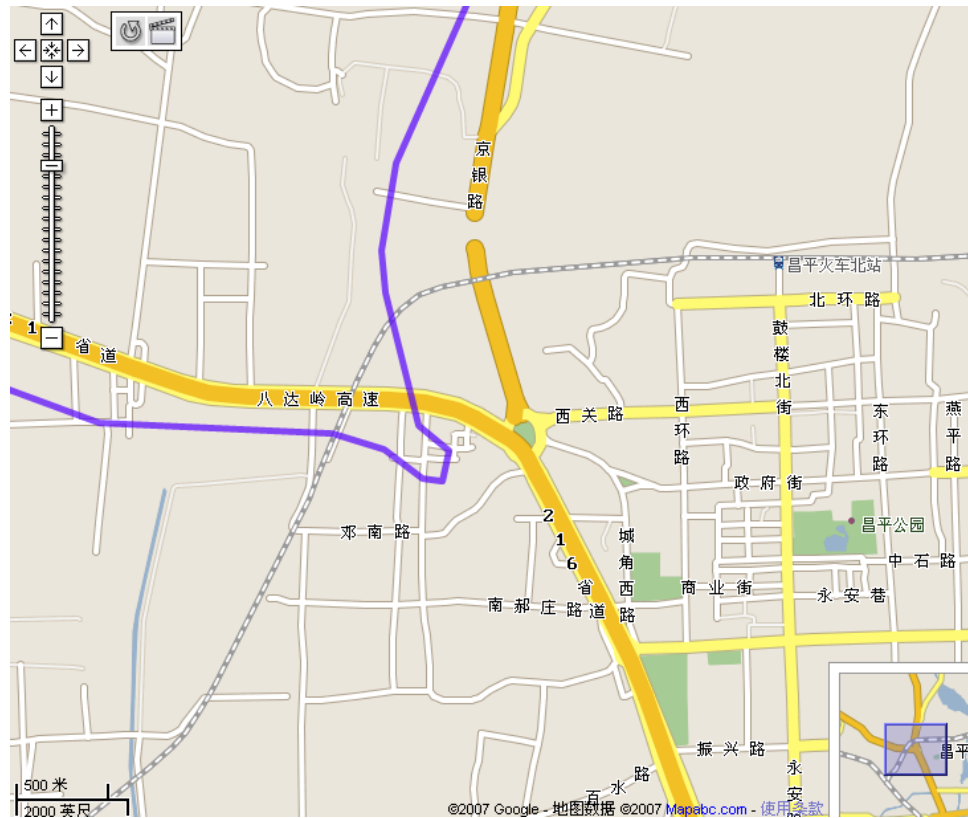 京银路
昌平火车北站
北环路
1
省道
鼓楼北街
八达岭高速
西关路
西环路
东环路
燕平路
政府街
216省道
昌平公园
邓南路
城角西路
中石路
商业街
永安巷
南郝庄路
振兴路
昌平
永安路
百水路
500 米
2000 英尺
©2007 Google - 地图数据 ©2007 Mapabc.com - 使用条款